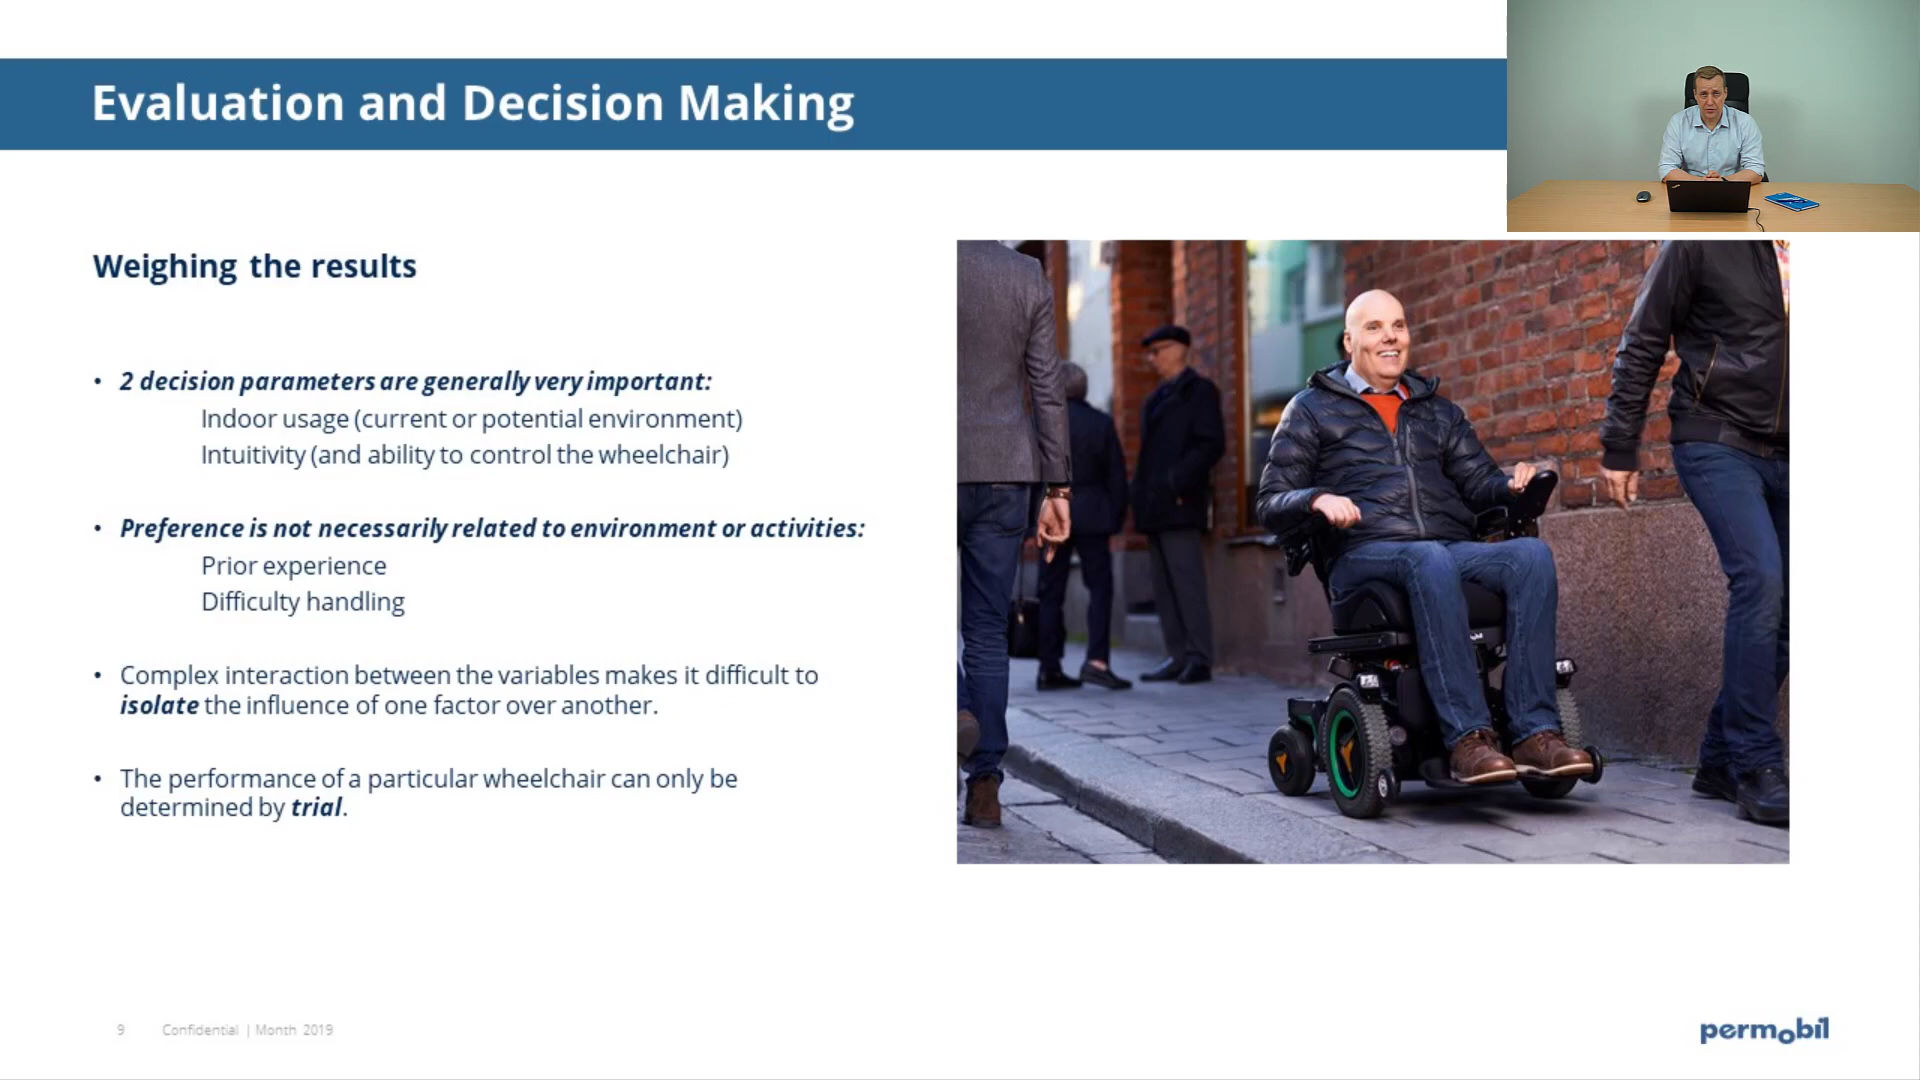 Evaluation and Decision Making
Weighing the results
• 2 decision parameters are generally very important:
Indoor usage (current or potential environment)
Intuitivity (and ability to control the wheelchair)
• Preference is not necessarily related to environment or activities:
Prior experience
Difficulty handling
• Complex interaction between the variables makes it difficult to
isolate the influence of one factor over another.
• The performance of a particular wheelchair can only be
determined by trial.
9 Confidential | Month 2019
permobil